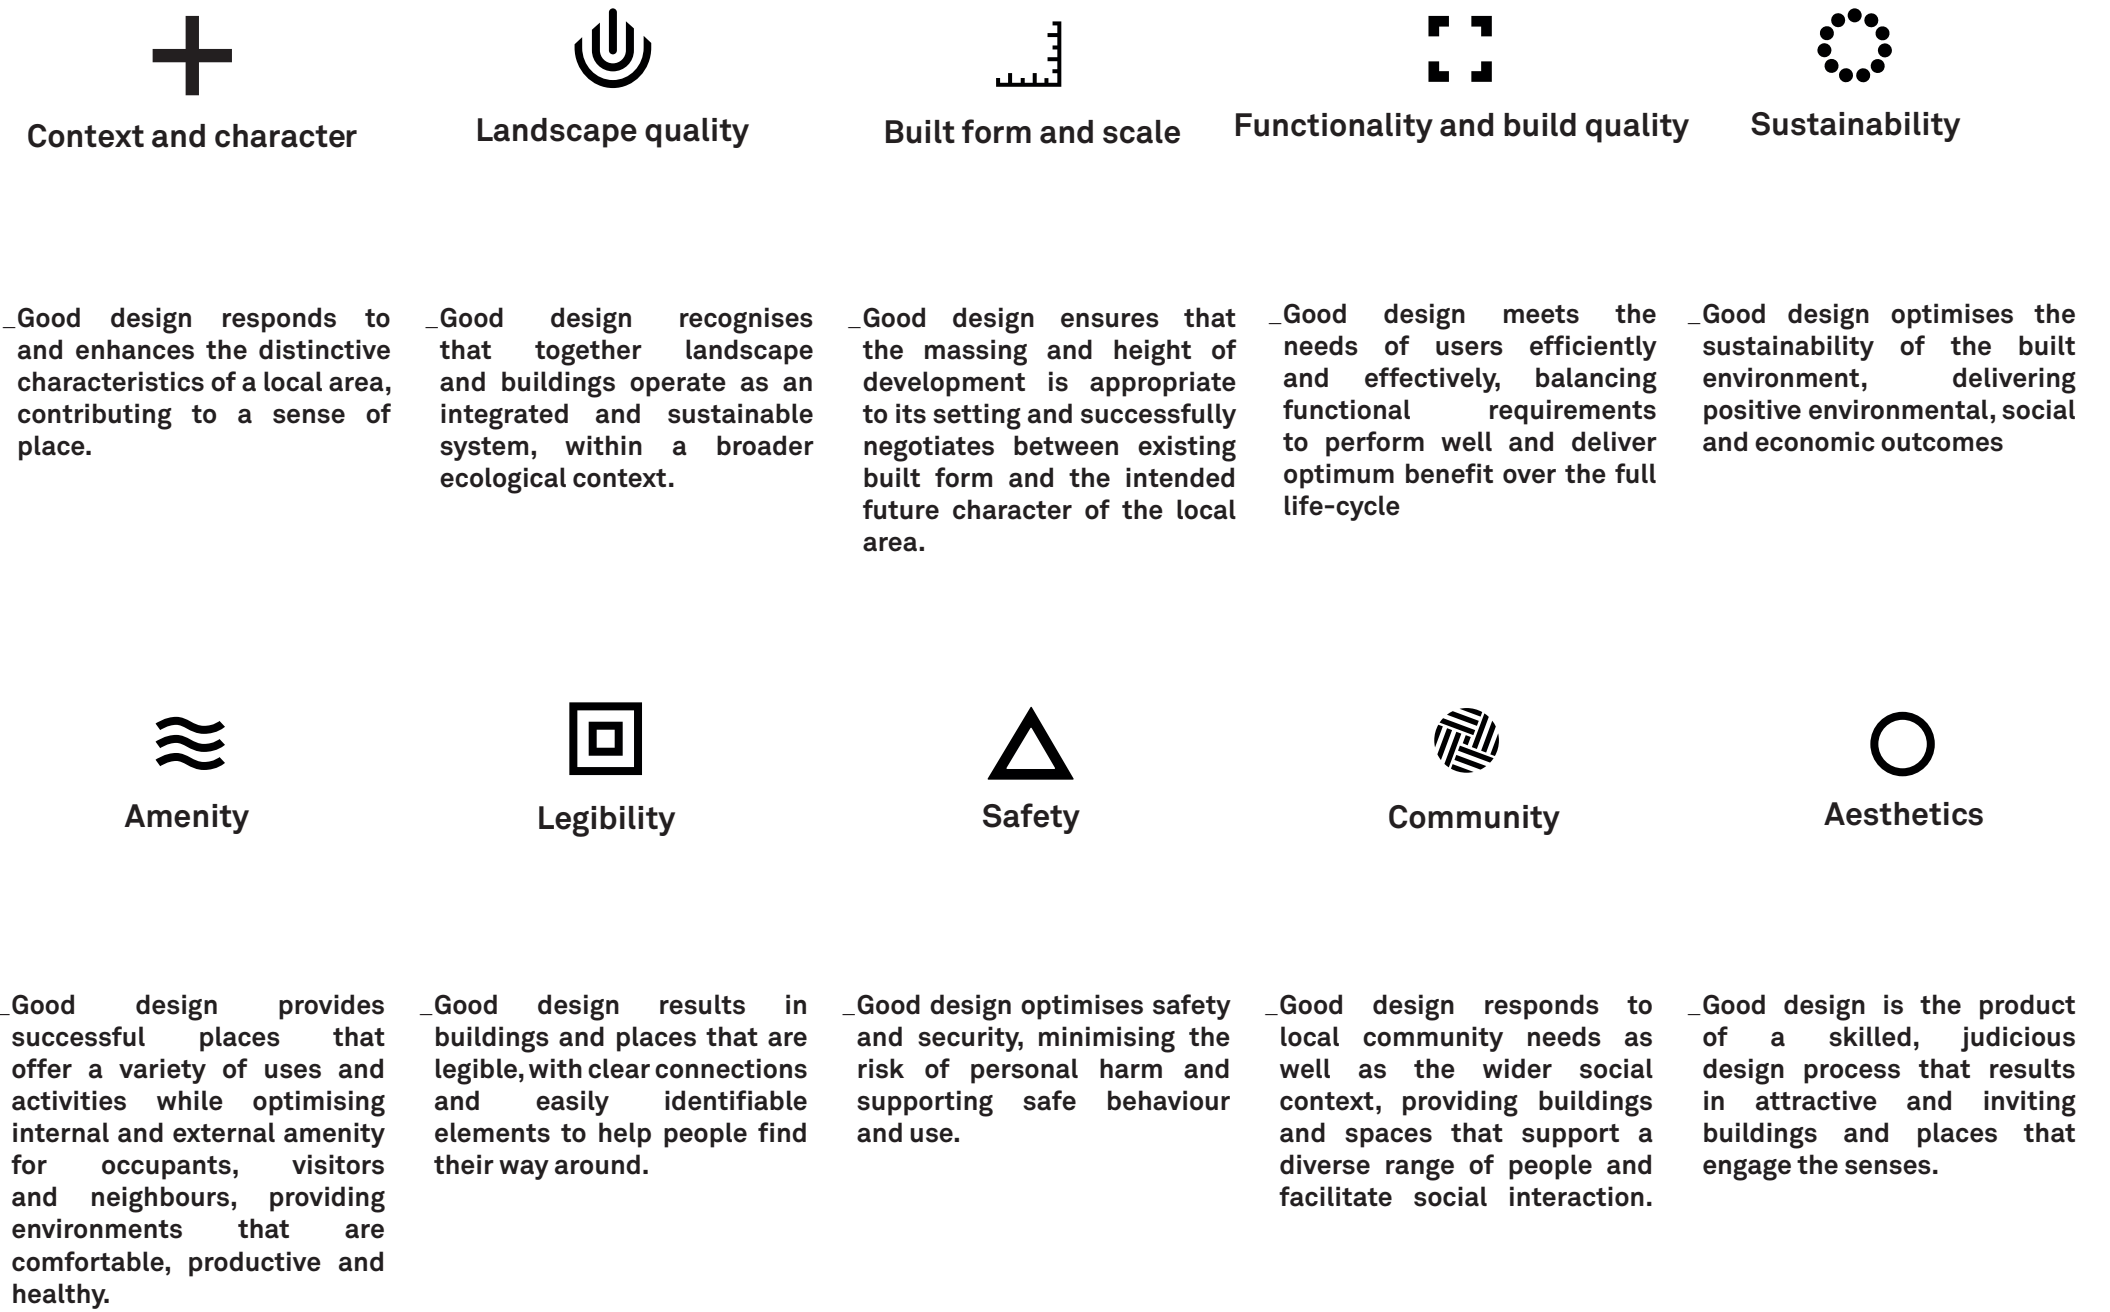 Context and character
Landscape quality
Built form and scale
Functionality and build quality
Sustainability
_Good design responds to
and enhances the distinctive
characteristics of a local area,
contributing to a sense of
place.
_Good design recognises
that together landscape
and buildings operate as an
integrated and sustainable
system, within a broader
ecological context.
_Good design ensures that
the massing and height of
development is appropriate
to its setting and successfully
negotiates between existing
built form and the intended
future character of the local
area.
_Good design meets the
needs of users efficiently
and effectively, balancing
functional requirements
to perform well and deliver
optimum benefit over the full
life-cycle
_Good design optimises the
sustainability of the built
environment, delivering
positive environmental, social
and economic outcomes
Amenity
Legibility
Safety
Community
Aesthetics
_Good design provides
successful places that
offer a variety of uses and
activities while optimising
internal and external amenity
for occupants, visitors
and neighbours, providing
environments that are
comfortable, productive and
healthy.
_Good design results in
buildings and places that are
legible, with clear connections
and easily identifiable
elements to help people find
their way around.
_Good design optimises safety
and security, minimising the
risk of personal harm and
supporting safe behaviour
and use.
_Good design responds to
local community needs as
well as the wider social
context, providing buildings
and spaces that support a
diverse range of people and
facilitate social interaction.
_Good design is the product
of a skilled, judicious
design process that results
in attractive and inviting
buildings and places that
engage the senses.